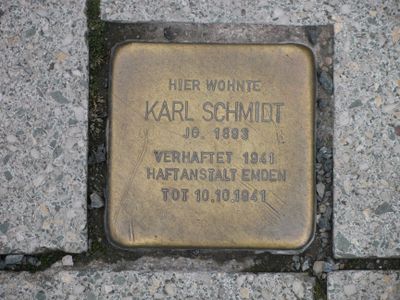 HIER WOHNTE
KARL SCHMIDT
JG. 1893
VERHAFTET 1941
HAFTANSTALT EMDEN
TOT 10.10.1941